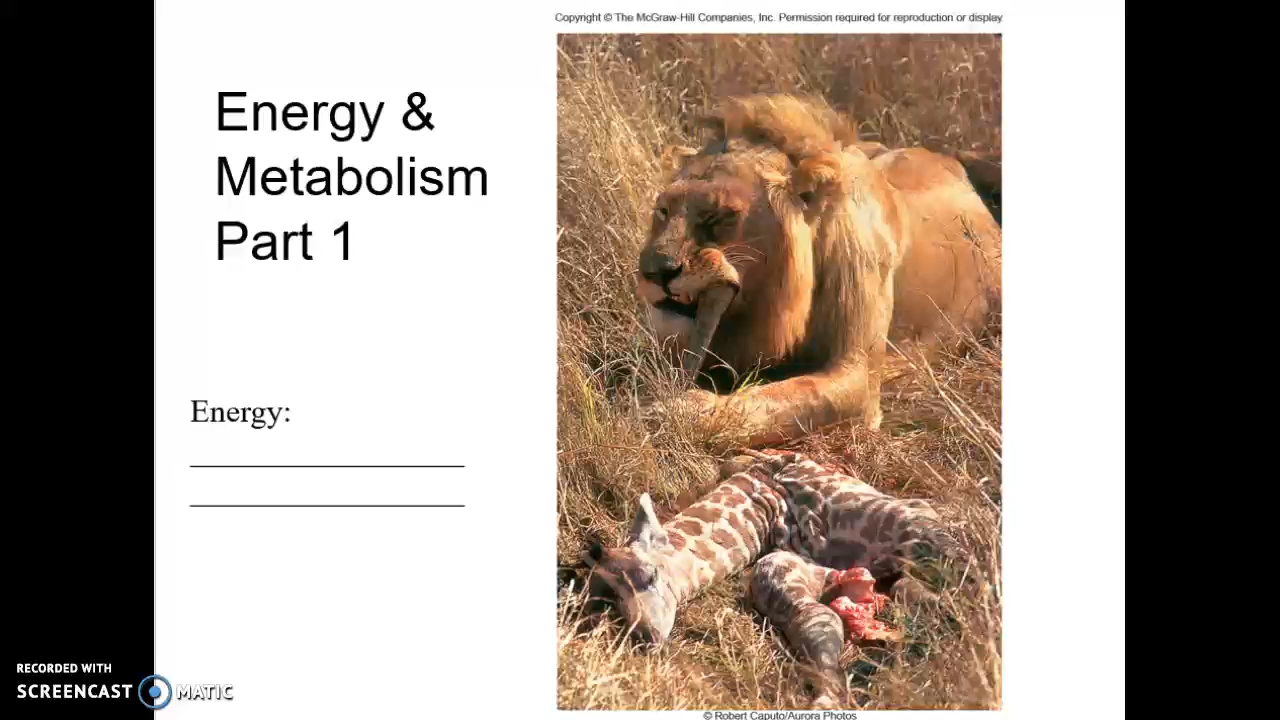 Copyright © The McGraw-Hill Companies, Inc. Permission required for reproduction or display
Energy &
Metabolism
Part 1
Energy:
RECORDED WITH
SCREENCAST MATIC
© Robert Caputo/Aurora Photos